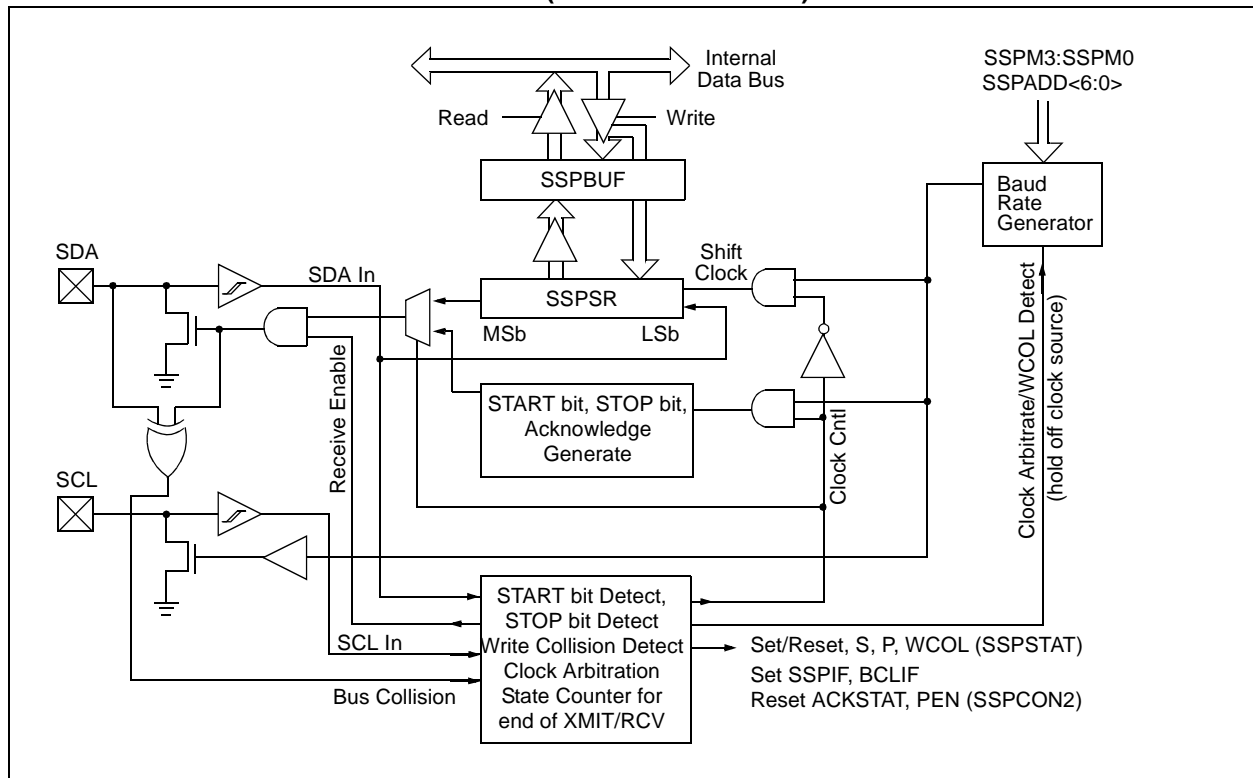 Internal
Data Bus
SSPM3:SSPM0
SSPADD<6:0>
Read
Write
SSPBUF
Baud
Rate
Generator
SDA
SDA In
Shift
Clock
SSPSR
MSb
LSb
Receive Enable
START bit, STOP bit,
Acknowledge
Generate
Clock Cntl
Clock Arbitrate/WCOL Detect
(hold off clock source)
SCL
SCL In
Bus Collision
START bit Detect,
STOP bit Detect
Write Collision Detect
Clock Arbitration
State Counter for
end of XMIT/RCV
Set/Reset, S, P, WCOL (SSPSTAT)
Set SSPIF, BCLIF
Reset ACKSTAT, PEN (SSPCON2)